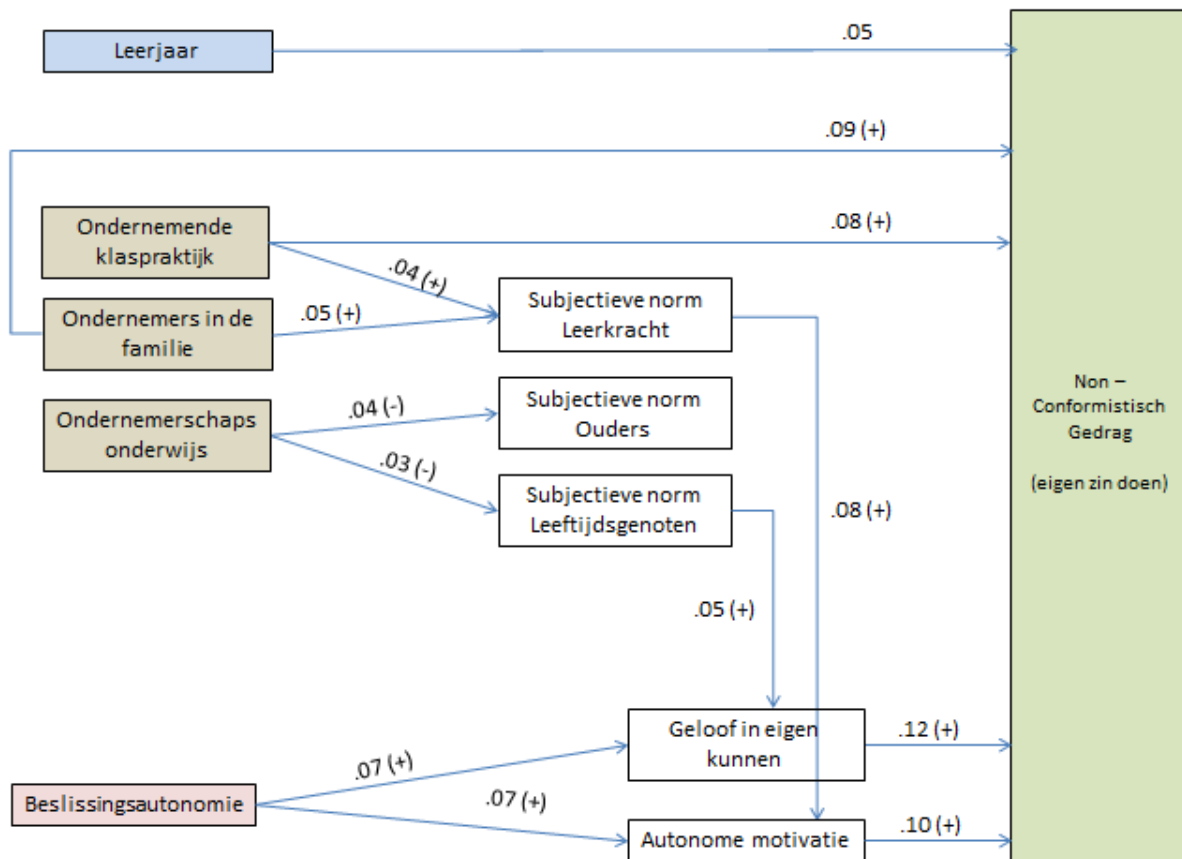 Leerjaar
.05
.09 (+)
Ondernemende
klaspraktijk
.08 (+)
.04 (+)
Ondernemers in de
familie
.05 (+)
Subjectieve norm
Leerkracht
Ondernemerschaps
onderwijs
.04 (-)
Subjectieve norm
Ouders
.03 (-)
Subjectieve norm
Leeftijdsgenoten
.08 (+)
.05 (+)
Non –
Conformistisch
Gedrag
(eigen zin doen)
Geloof in eigen
kunnen
.12 (+)
.07 (+)
Beslissingsautonomie
.07 (+)
Autonome motivatie
.10 (+)